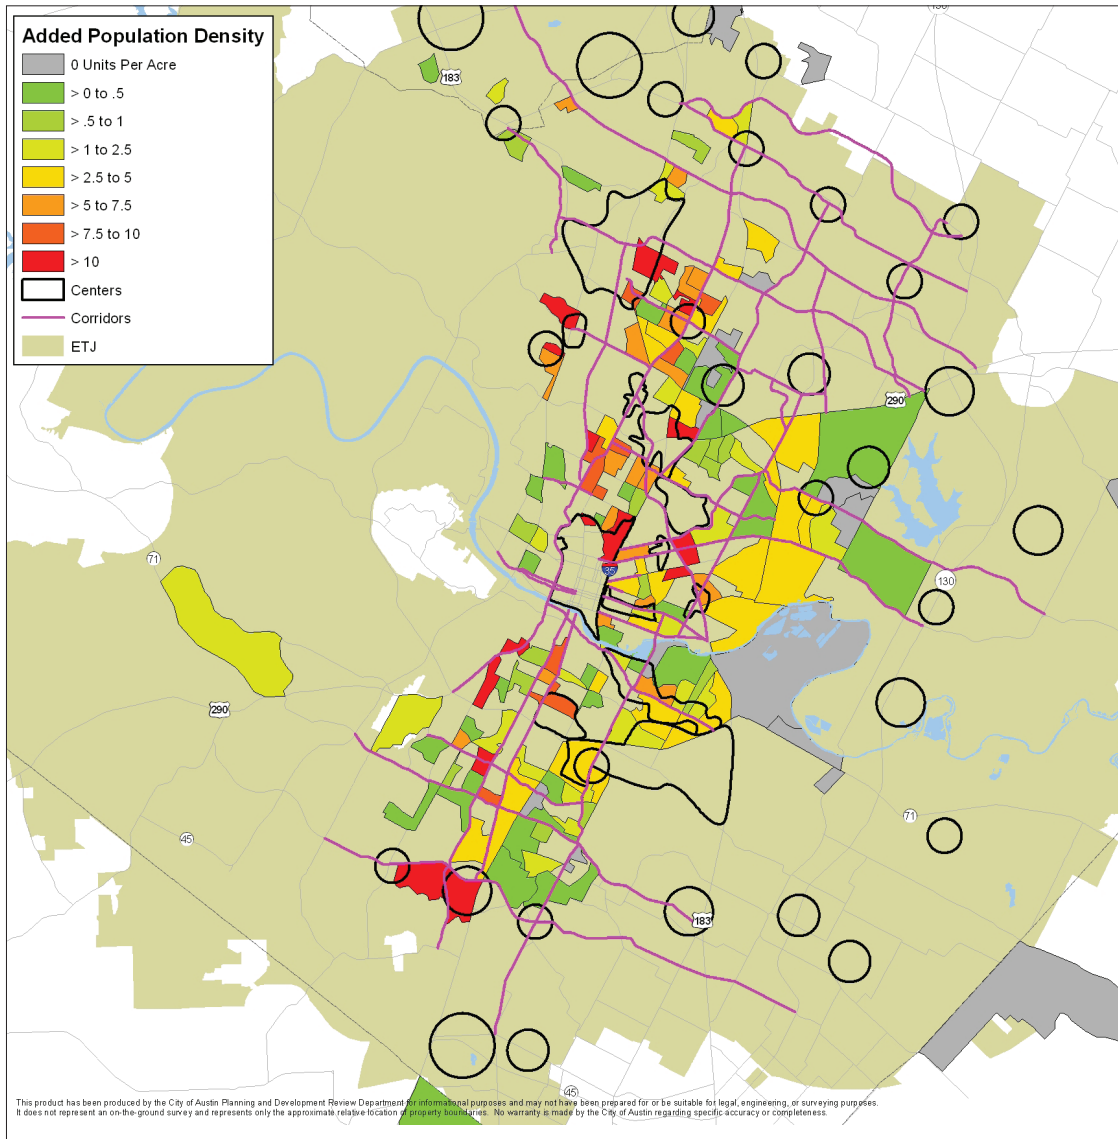 130
Added Population Density
0 Units Per Acre
> 0 to .5
> .5 to 1
> 1 to 2.5
> 2.5 to 5
> 5 to 7.5
> 7.5 to 10
> 10
Centers
Corridors
ETJ
183
290
35
71
130
290
71
45
183
45
This product has been produced by the City of Austin Planning and Development Review Department for informational purposes and may not have been prepared for or be suitable for legal, engineering, or surveying purposes.
It does not represent an on-the-ground survey and represents only the approximate relative location of property boundaries. No warranty is made by the City of Austin regarding specific accuracy or completeness.